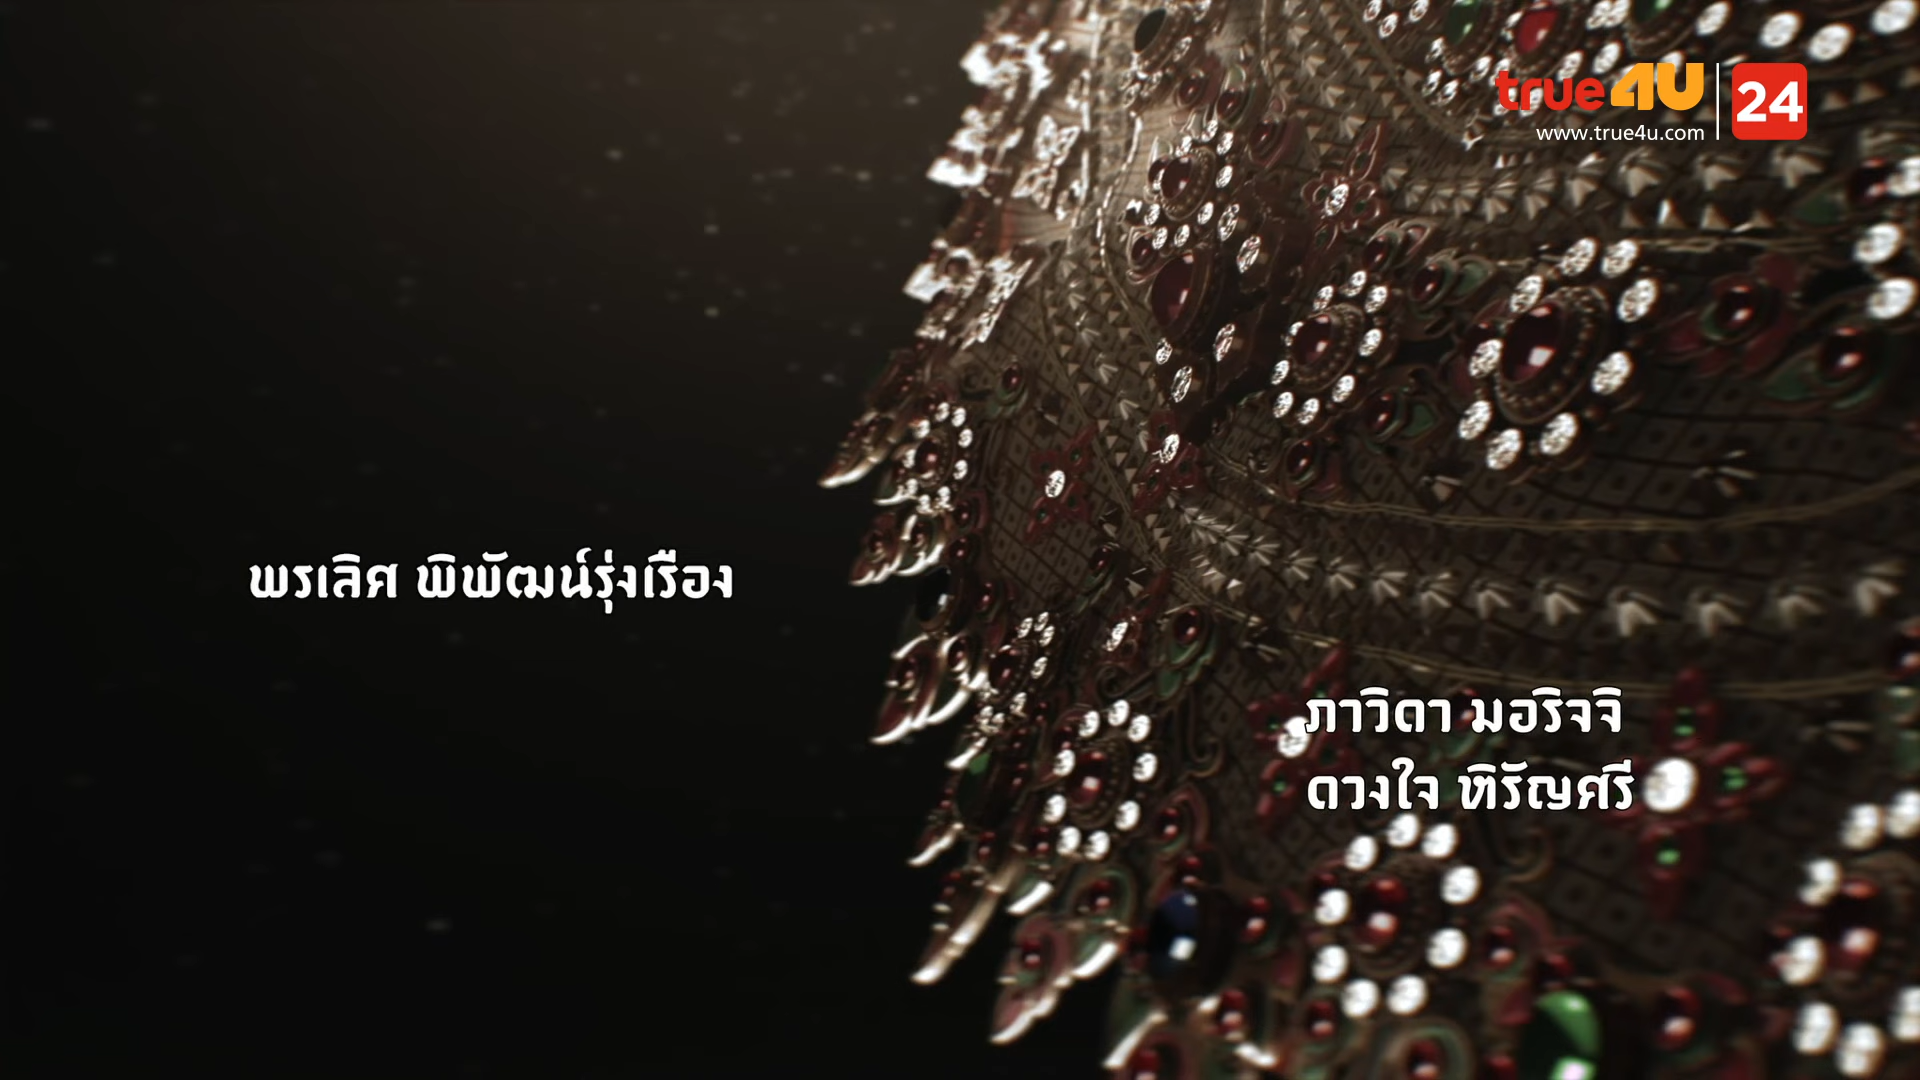 true4U 24
www.true4u.com
พรเลิศ พิพัฒน์รุ่งเรือง
ภาวิตา มอริจจิ
ดวงใจ หิรัญศรี